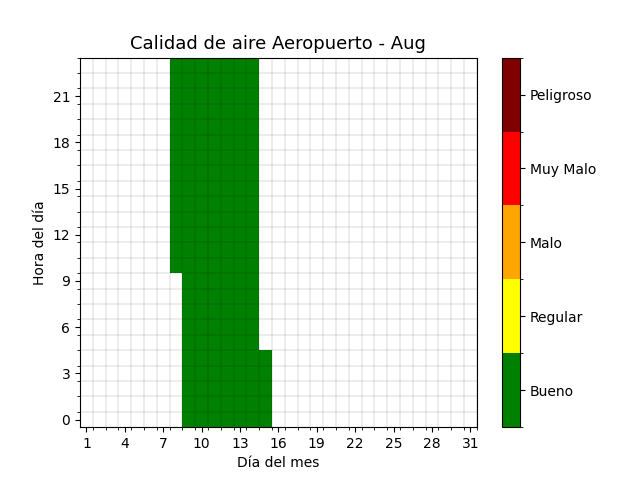 Calidad de aire Aeropuerto - Aug
Hora del día
21
18
15
12
9
6
3
0
1 4 7 10 13 16 19 22 25 28 31
Día del mes
Peligroso
Muy Malo
Malo
Regular
Bueno